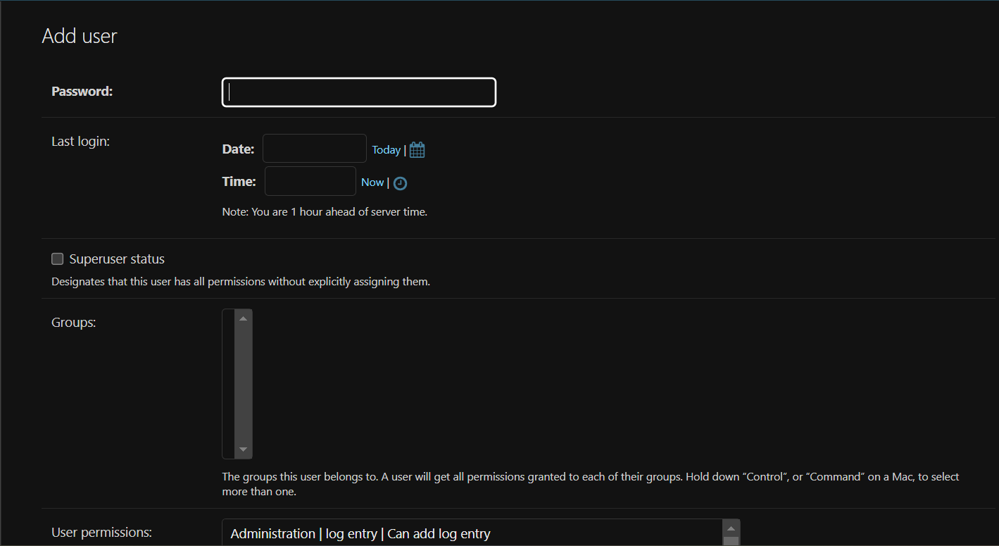 Add user
Password:
Last login:
Date:
Today |
Time:
Now |
Note: You are 1 hour ahead of server time.
Superuser status
Designates that this user has all permissions without explicitly assigning them.
Groups:
The groups this user belongs to. A user will get all permissions granted to each of their groups. Hold down “Control”, or “Command” on a Mac, to select
more than one.
User permissions:
Administration | log entry | Can add log entry